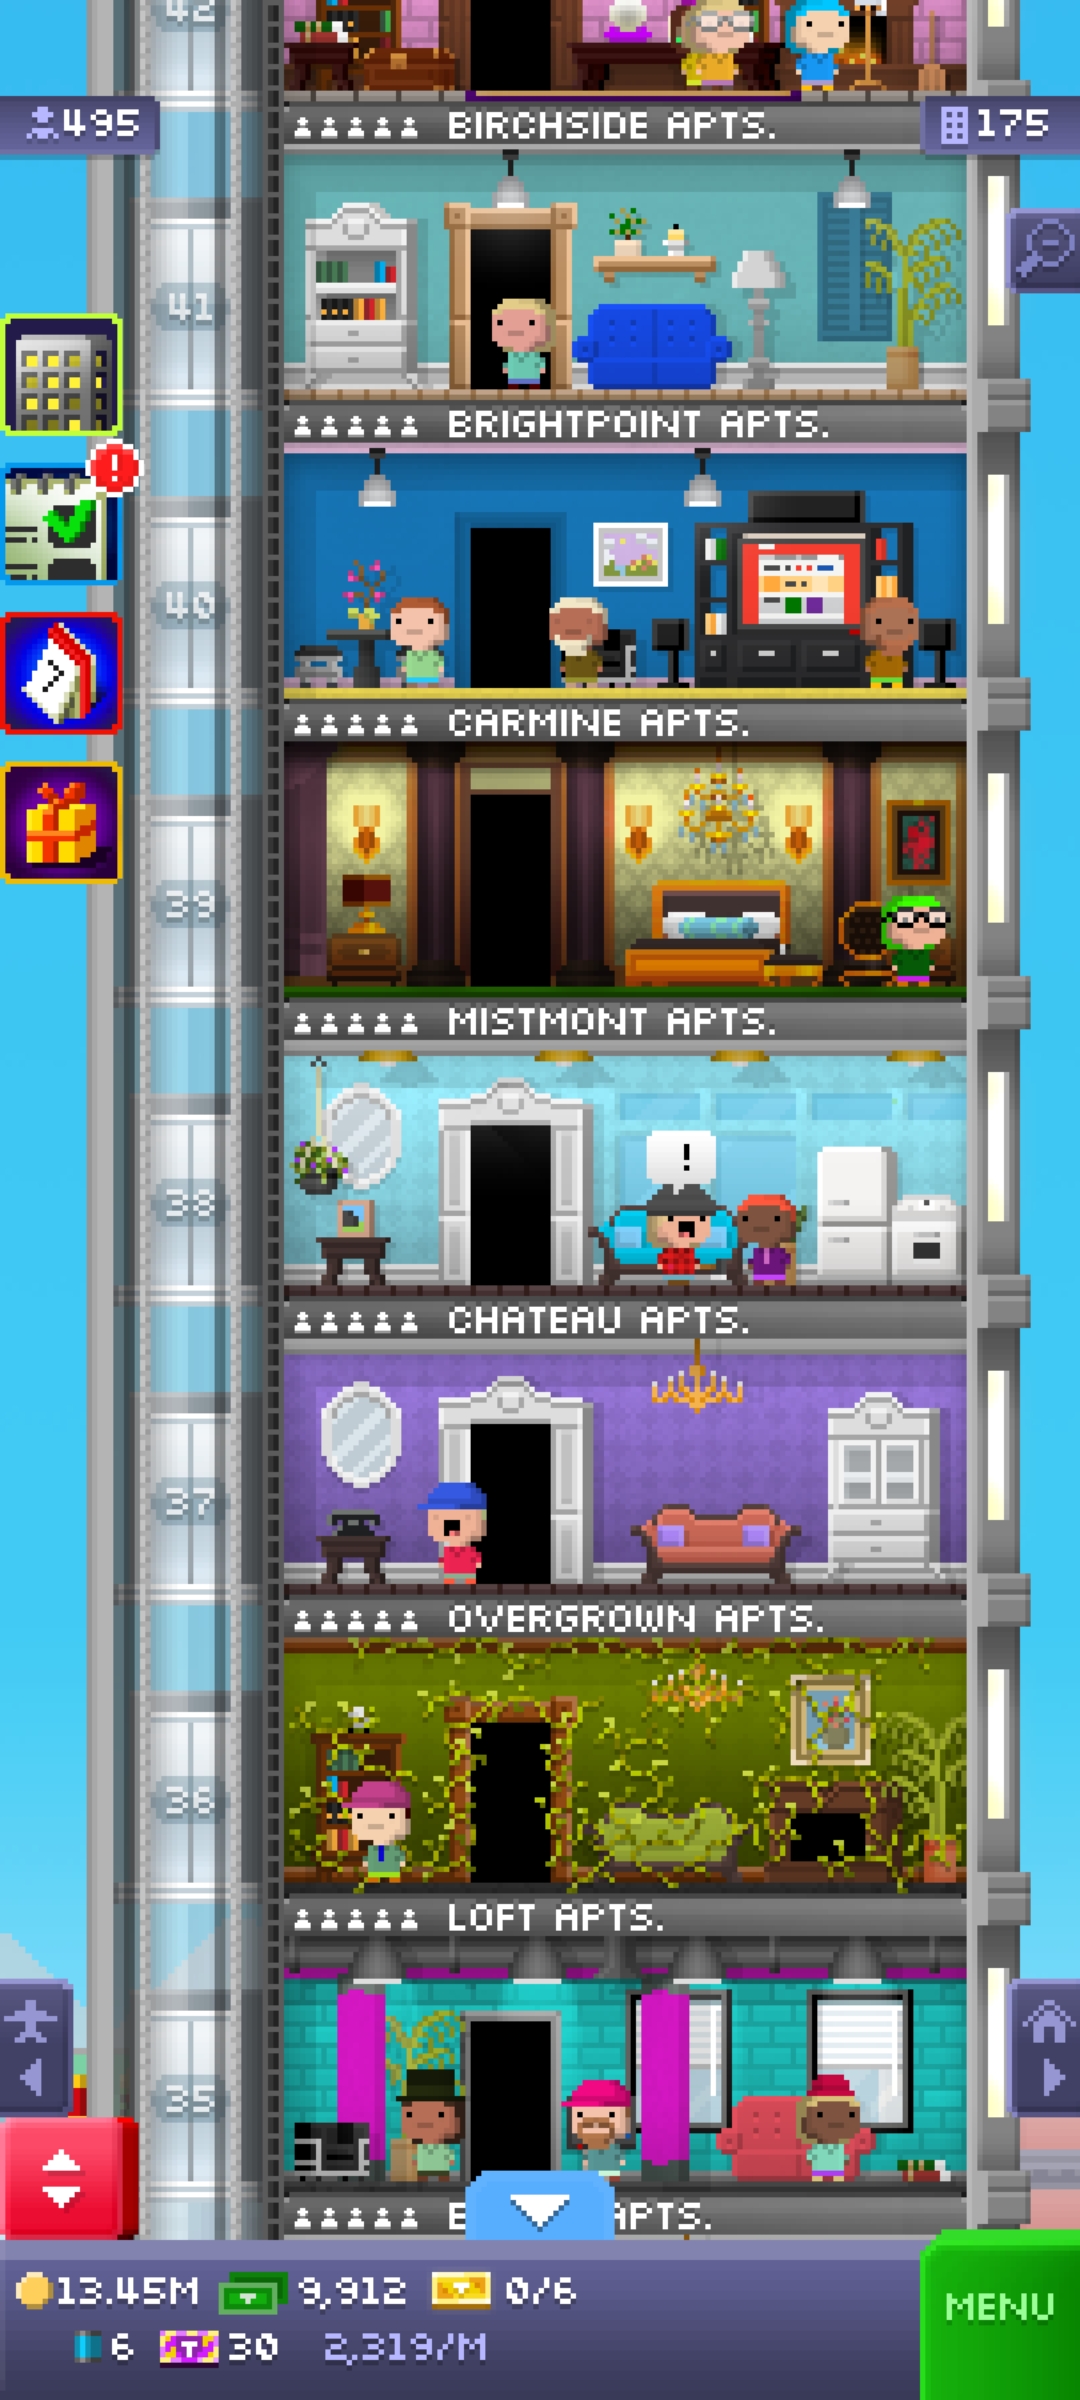 42
495
BIRCHSIDE APTS.
175
41
BRIGHTPOINT APTS.
!
40
CARMINE APTS.
7
39
MISTMONT APTS.
!
38
CHATEAU APTS.
37
OVERGROWN APTS.
36
LOFT APTS.
35
APTS.
13.45M 9,912 0/6
MENU
6 T 30 2,319/M